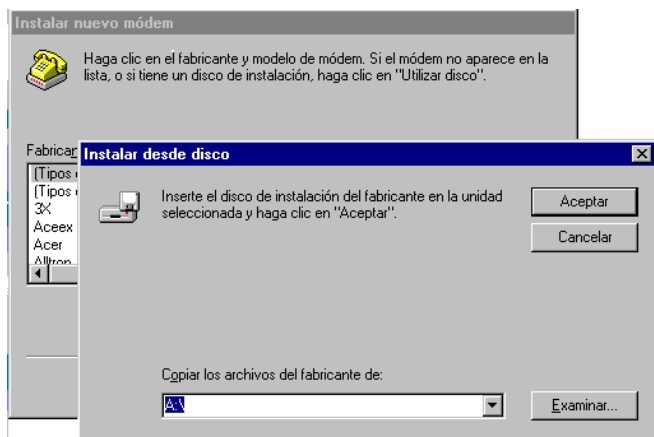 Instalar nuevo módem
Haga clic en el fabricante y modelo de módem. Si el módem no aparece en la
lista, o si tiene un disco de instalación, haga clic en "Utilizar disco".
(Tipos
(Tipos
3X
Aceex
Acer
Alltron
Instalar desde disco
Inserte el disco de instalación del fabricante en la unidad
seleccionada y haga clic en "Aceptar".
Aceptar
Cancelar
Copiar los archivos del fabricante de:
A:\
Examinar...